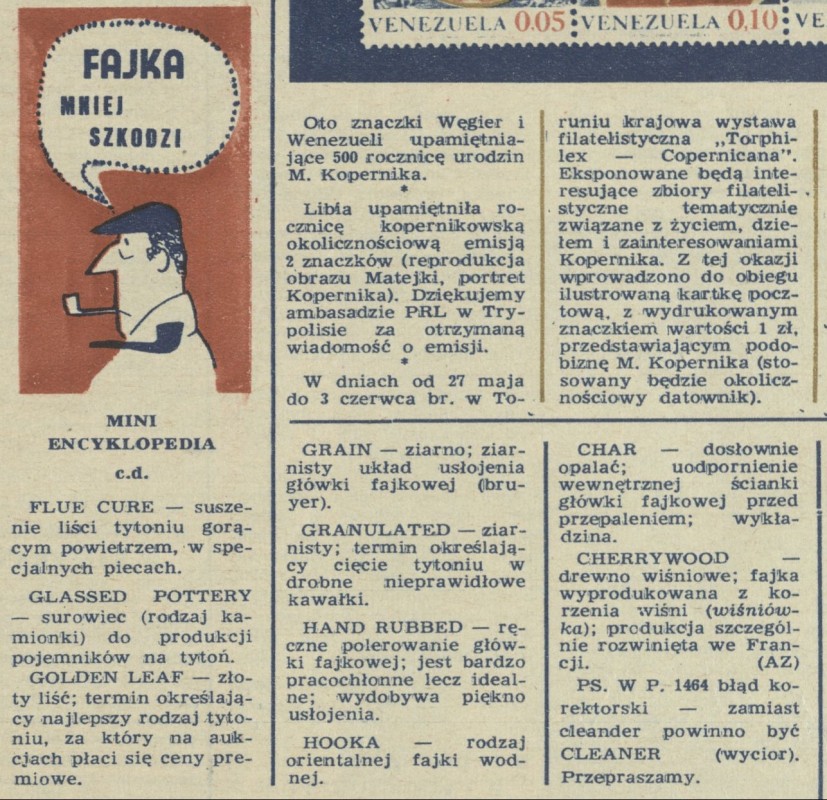 VENEZUELA 0.05 VENEZUELA 0,10 VE
FAJKA
MNIEJ
SZKODZI
Oto znaczki Węgier i
Wenezueli upamiętnia-
jące 500 rocznicę urodzin
M. Kopernika.
*
Libia upamiętniła ro-
cznicę kopernikowską
okolicznościową emisją
2 znaczków (reprodukcja
obrazu Matejki, portret
Kopernika). Dziękujemy
ambasadzie PRL w Try-
polisie za otrzymaną
wiadomość o emisji.
*
W dniach od 27 maja
do 3 czerwca br. w To-
runiu krajowa wystawa
filatelistyczna „Torphi-
lex — Copernicana”.
Eksponowane będą inte-
resujące zbiory filateli-
styczne tematycznie
związane z życiem, dzie-
łem i zainteresowaniami
Kopernika. Z tej okazji
wprowadzono do obiegu
ilustrowaną kartkę pocz-
tową, z wydrukowanym
znaczkiem wartości 1 zł,
przedstawiającym podo-
biznę M. Kopernika (sto-
sowany będzie okolicz-
nościowy datownik).
MINI
ENCYKLOPEDIA
c.d.
FLUE CURE — susze-
nie liści tytoniu gorą-
cym powietrzem, w spe-
cjalnych piecach.
GLASSED POTTERY
— surowiec (rodzaj ka-
mionki) do produkcji
pojemników na tytoń.
GOLDEN LEAF — zło-
ty liść; termin określają-
cy najlepszy rodzaj tyto-
niu, za który na auk-
cjach płaci się ceny pre-
miowe.
GRAIN — ziarno; ziar-
nisty układ usłojenia
główki fajkowej (bru-
yer).
GRANULATED — ziar-
nisty; termin określają-
cy cięcie tytoniu w
drobne nieprawidłowe
kawałki.
HAND RUBBED — rę-
czne polerowanie głów-
ki fajkowej; jest bardzo
pracochłonne lecz ideal-
ne; wydobywa piękno
usłojenia.
HOOKA — rodzaj
orientalnej fajki wod-
nej.
CHAR — dosłownie
opalać; uodpornienie
wewnętrznej ścianki
główki fajkowej przed
przepaleniem; wykła-
dzina.
CHERRYWOOD —
drewno wiśniowe; fajka
wyprodukowana z ko-
rzenia wiśni (wiśniów-
ka); produkcja szczegól-
nie rozwinięta we Fran-
cji. (AZ)
PS. W P. 1464 błąd ko-
rektorski — zamiast
cleander powinno być
CLEANER (wycior).
Przepraszamy.